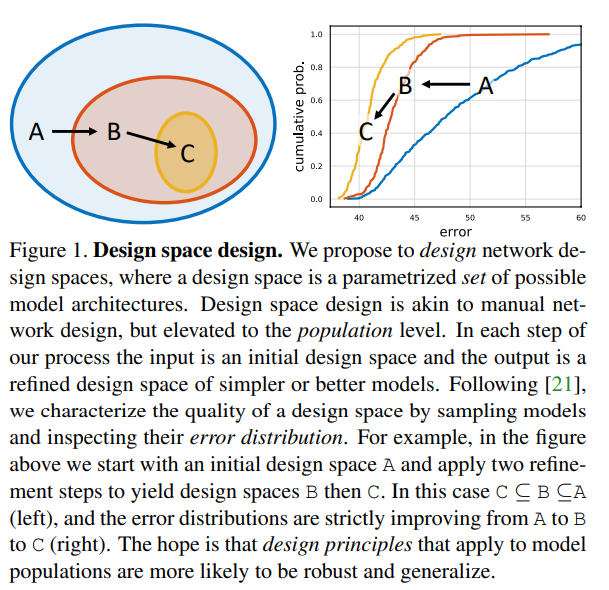 A
B
C
cumulative prob.
1.0
0.8
0.6
0.4
0.2
0.0
B
A
C
40
45
50
55
60
error
Figure 1. Design space design. We propose to design network de-
sign spaces, where a design space is a parametrized set of possible
model architectures. Design space design is akin to manual net-
work design, but elevated to the population level. In each step of
our process the input is an initial design space and the output is a
refined design space of simpler or better models. Following [21],
we characterize the quality of a design space by sampling models
and inspecting their error distribution. For example, in the figure
above we start with an initial design space A and apply two refine-
ment steps to yield design spaces B then C. In this case C ⊆ B ⊆A
(left), and the error distributions are strictly improving from A to B
to C (right). The hope is that design principles that apply to model
populations are more likely to be robust and generalize.